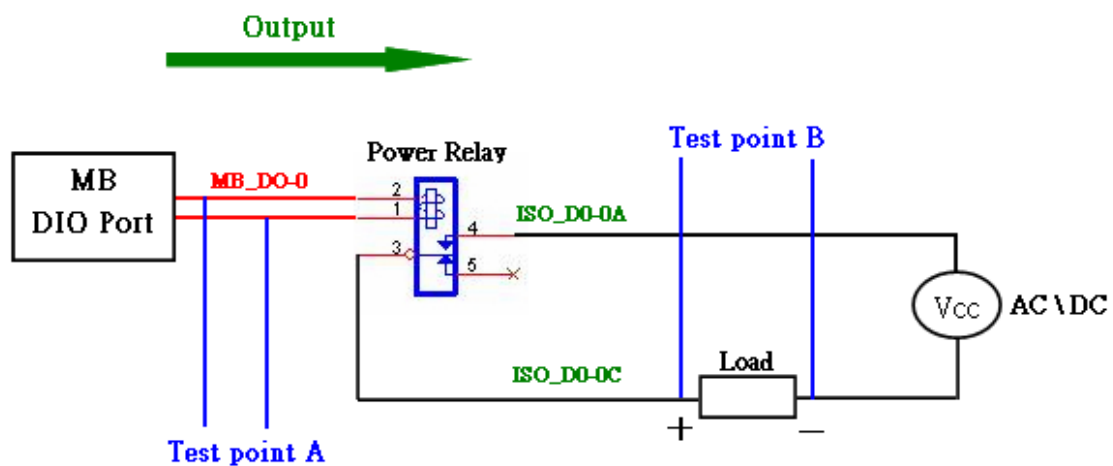 Output
Test point B
Power Relay
MB
DIO Port
MB_DO-0
2
1
3
4
5
ISO_D0-0A
Vcc
AC\DC
ISO_D0-0C
Load
+
−
Test point A